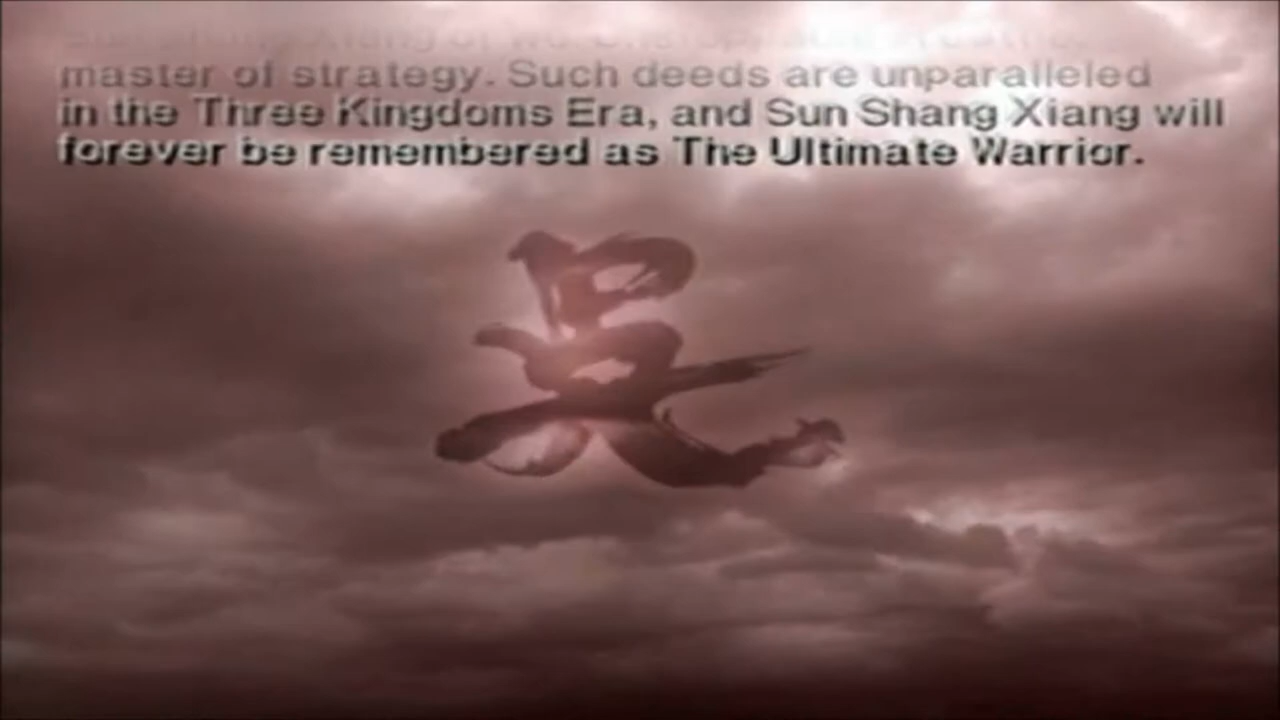 master of strategy. Such deeds are unparalleled
in the Three Kingdoms Era, and Sun Shang Xiang will
forever be remembered as The Ultimate Warrior.
吴